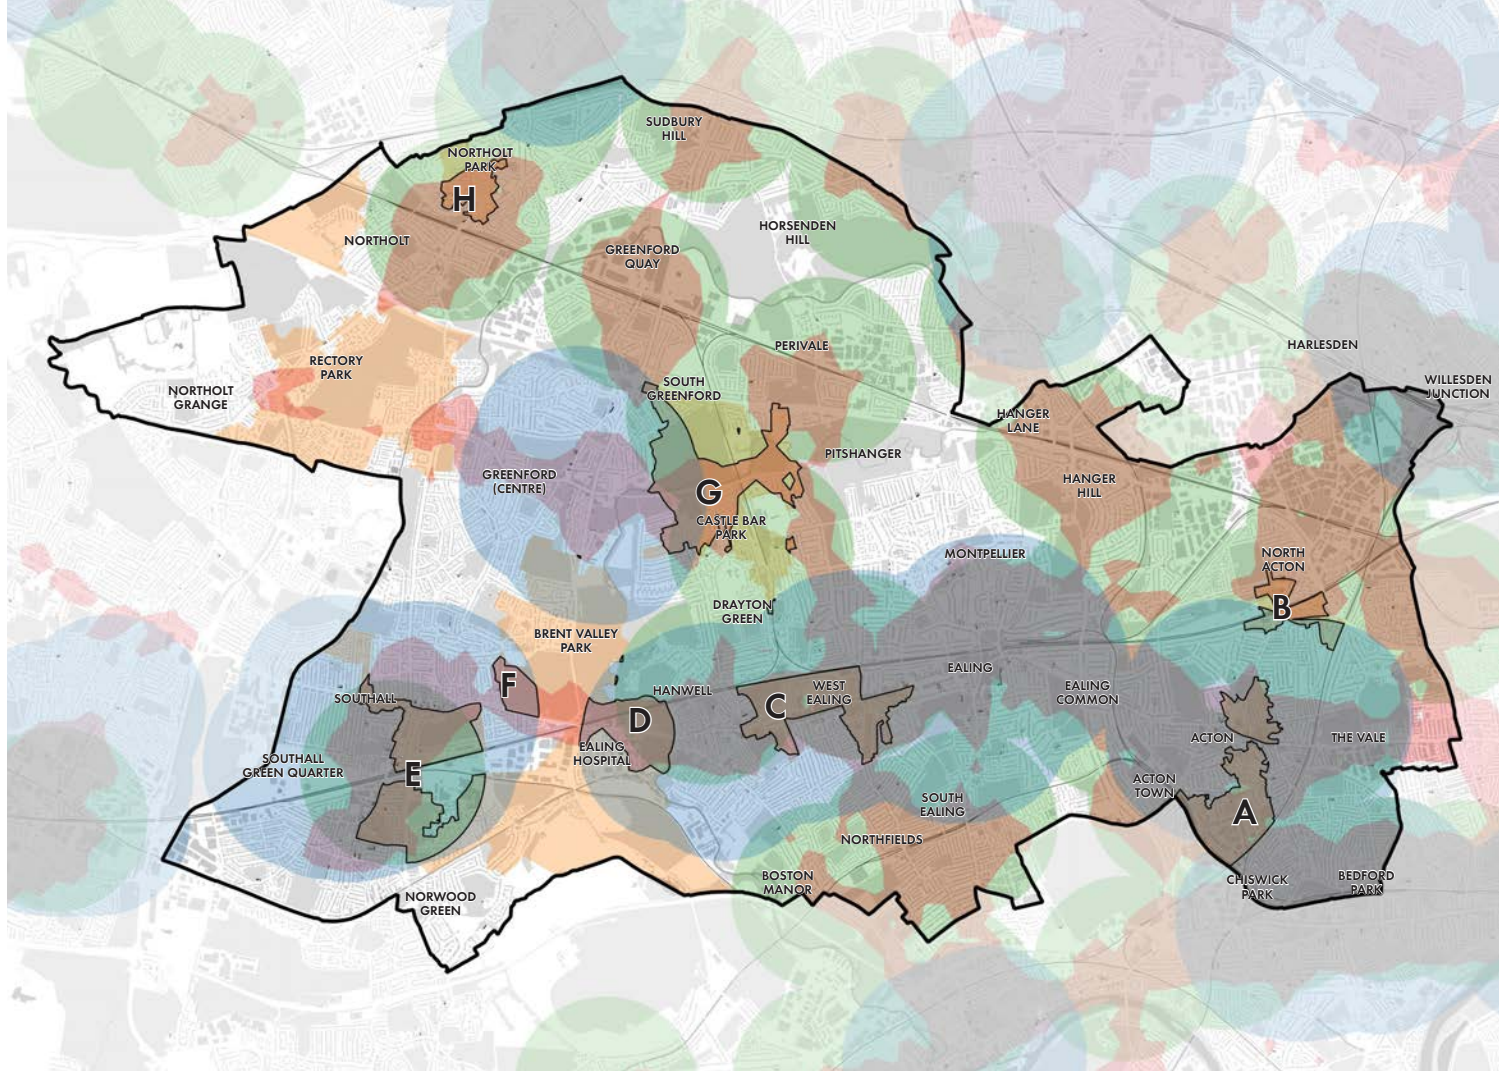 SUDBURY
HILL
NORTHOLT
PARK
H
NORTHOLT
HORSENDEN
HILL
GREENFORD
QUAY
PERIVALE
HARLESDEN
RECTORY
PARK
NORTHOLT
GRANGE
SOUTH
GREENFORD
WILLESDEN
JUNCTION
HANGER
LANE
PITSHANGER
GREENFORD
(CENTRE)
HANGER
HILL
G
CASTLE BAR
PARK
MONTPELLIER
NORTH
ACTON
B
DRAYTON
GREEN
BRENT VALLEY
PARK
EALING
F
SOUTHALL
HANWELL
WEST
EALING
C
EALING
COMMON
D
EALING
HOSPITAL
ACTON
THE VALE
SOUTHALL
GREEN QUARTER
E
ACTON
TOWN
SOUTH
EALING
A
NORTHFIELDS
BOSTON
MANOR
CHISWICK
PARK
BEDFORD
PARK
NORWOOD
GREEN